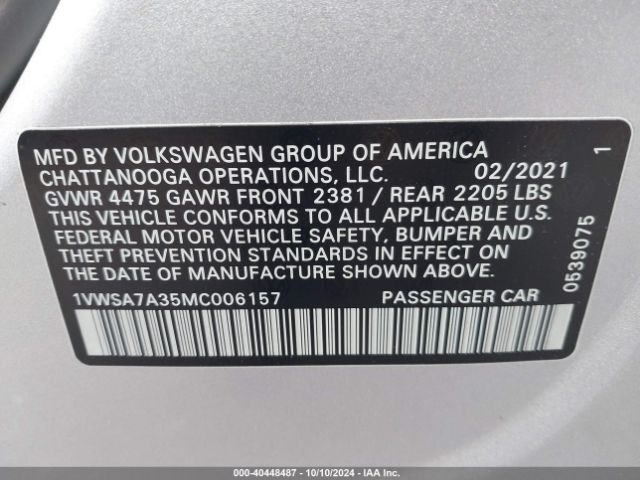 MFD BY VOLKSWAGEN GROUP OF AMERICA
CHATTANOOGA OPERATIONS, LLC. 02/2021
GVWR 4475 GAWR FRONT 2381 / REAR 2205 LBS
THIS VEHICLE CONFORMS TO ALL APPLICABLE U.S.
FEDERAL MOTOR VEHICLE SAFETY, BUMPER AND
THEFT PREVENTION STANDARDS IN EFFECT ON
THE DATE OF MANUFACTURE SHOWN ABOVE.
1VWSA7A35MC006157 PASSENGER CAR
0539075 1
000-40448487 - 10/10/2024 - IAAI.CA